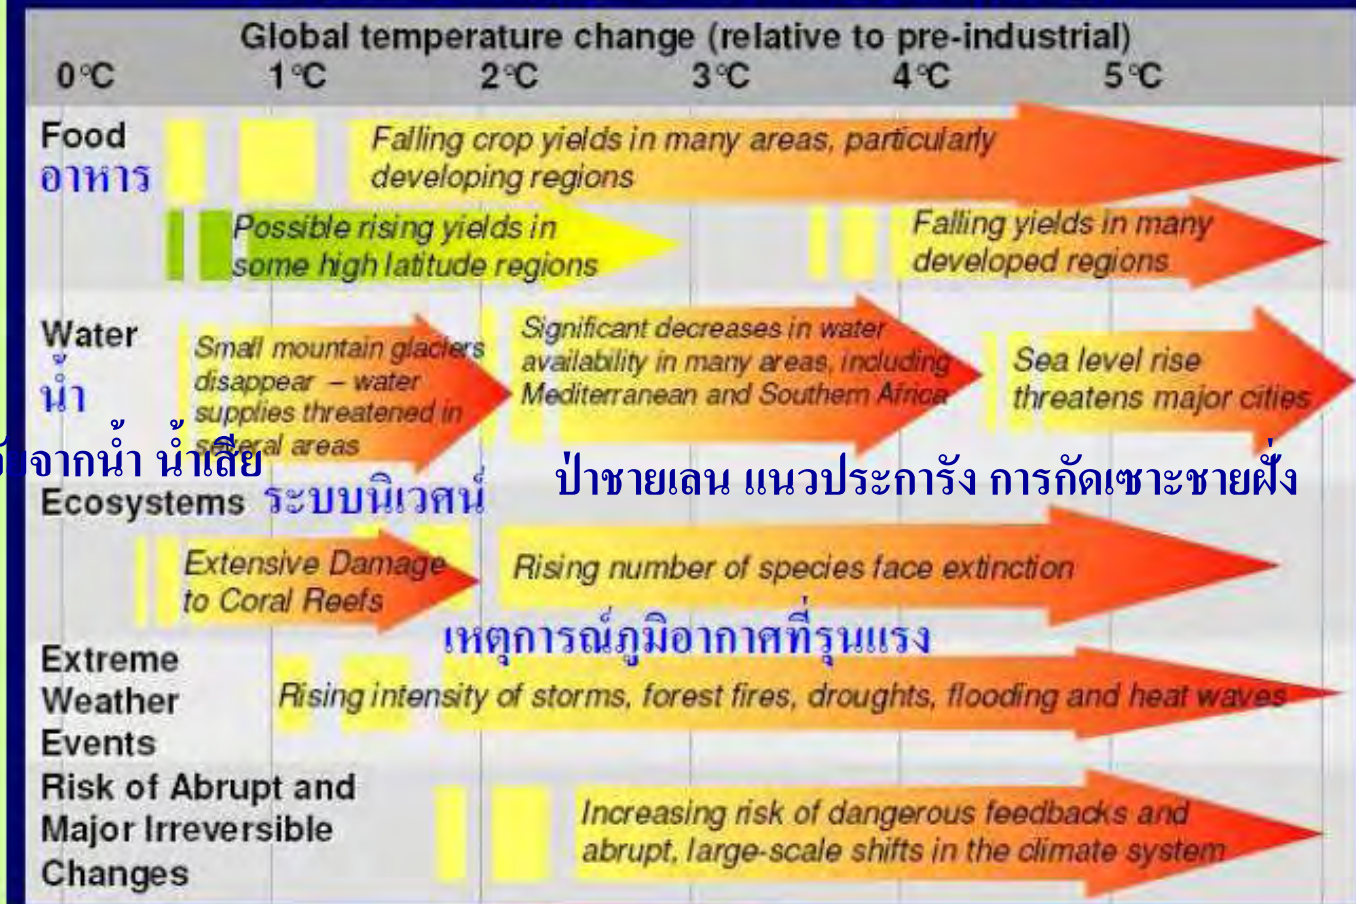 Global temperature change (relative to pre-industrial)
0°C 1°C 2°C 3°C 4°C 5°C
Food
อาหาร
Falling crop yields in many areas, particularly
developing regions
Possible rising yields in
some high latitude regions
Falling yields in many
developed regions
Water
น้ำ
Small mountain glaciers
disappear – water
supplies threatened in
several areas
Significant decreases in water
availability in many areas, including
Mediterranean and Southern Africa
Sea level rise
threatens major cities
จากน้ำ น้ำเสีย
ป่าชายเลน แนวประการัง การกัดเซาะชายฝั่ง
Ecosystems ระบบนิเวศน์
Extensive Damage
to Coral Reefs
Rising number of species face extinction
เหตุการณ์ภูมิอากาศที่รุนแรง
Extreme
Weather
Events
Rising intensity of storms, forest fires, droughts, flooding and heat waves
Risk of Abrupt and
Major Irreversible
Changes
Increasing risk of dangerous feedbacks and
abrupt, large-scale shifts in the climate system